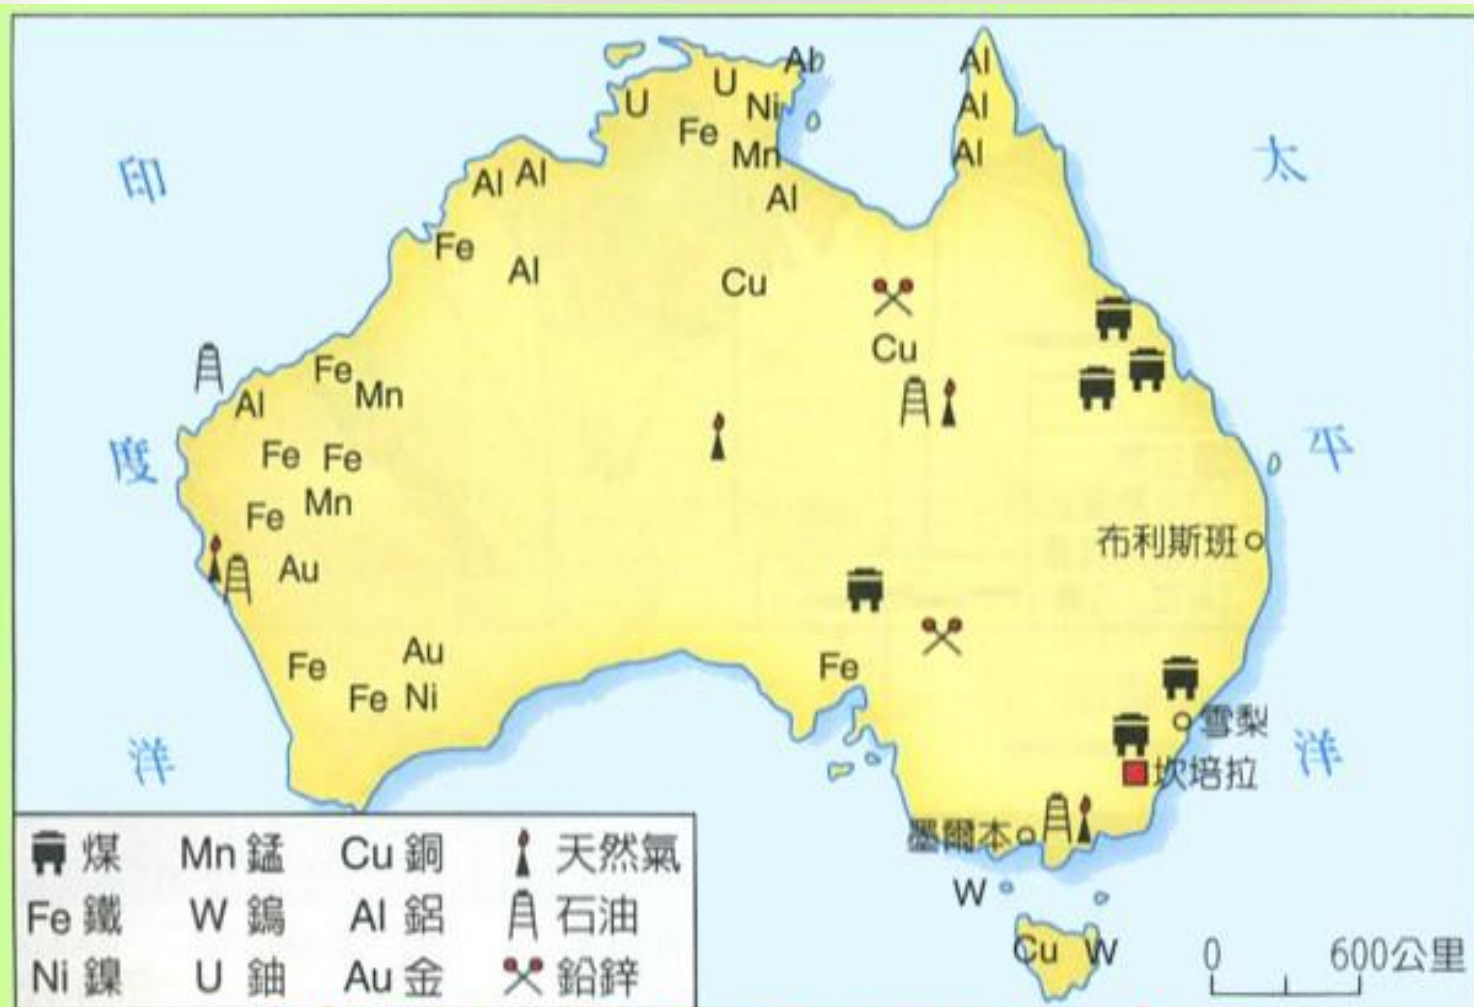 Al Al
U
U Ni Al
Fe
印 Mn Al 太
Al Al
Al
Fe
Al Cu
Cu
Fe
Al Mn
度 Fe Fe 平
Mn
Fe
布利斯班
Au
Au
Fe Fe
Fe Ni
雪梨
洋 洋
坎培拉
墨爾本
W
Cu W
煤 Mn 錳 Cu 銅 天然氣
Fe 鐵 W 鎢 Al 鋁 石油
Ni 鎳 U 鈾 Au 金 鉛鋅
0 600公里